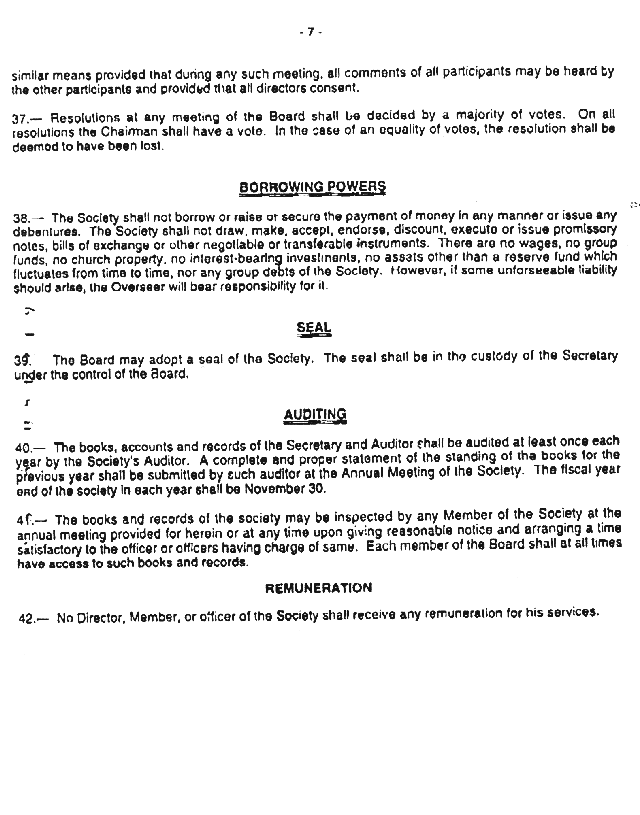 - 7 -
similar means provided that during any such meeting, all comments of all participants may be heard by
the other participants and provided that all directors consent.
37.— Resolutions at any meeting of the Board shall be decided by a majority of votes. On all
resolutions the Chairman shall have a vote. In the case of an equality of votes, the resolution shall be
deemed to have been lost.
BORROWING POWERS
38.— The Society shall not borrow or raise or secure the payment of money in any manner or issue any
debentures. The Society shall not draw, make, accept, endorse, discount, execute or issue promissory
notes, bills of exchange or other negotiable or transferable instruments. There are no wages, no group
funds, no church property, no interest-bearing investments, no assets other than a reserve fund which
fluctuates from time to time, nor any group debts of the Society. However, if some unforseeable liability
should arise, the Overseer will bear responsibility for it.
SEAL
39. The Board may adopt a seal of the Society. The seal shall be in the custody of the Secretary
under the control of the Board.
AUDITING
40.— The books, accounts and records of the Secretary and Auditor shall be audited at least once each
year by the Society's Auditor. A complete and proper statement of the standing of the books for the
previous year shall be submitted by such auditor at the Annual Meeting of the Society. The fiscal year
end of the society in each year shall be November 30.
41.— The books and records of the society may be inspected by any Member of the Society at the
annual meeting provided for herein or at any time upon giving reasonable notice and arranging a time
satisfactory to the officer or officers having charge of same. Each member of the Board shall at all times
have access to such books and records.
REMUNERATION
42.— No Director, Member, or officer of the Society shall receive any remuneration for his services.